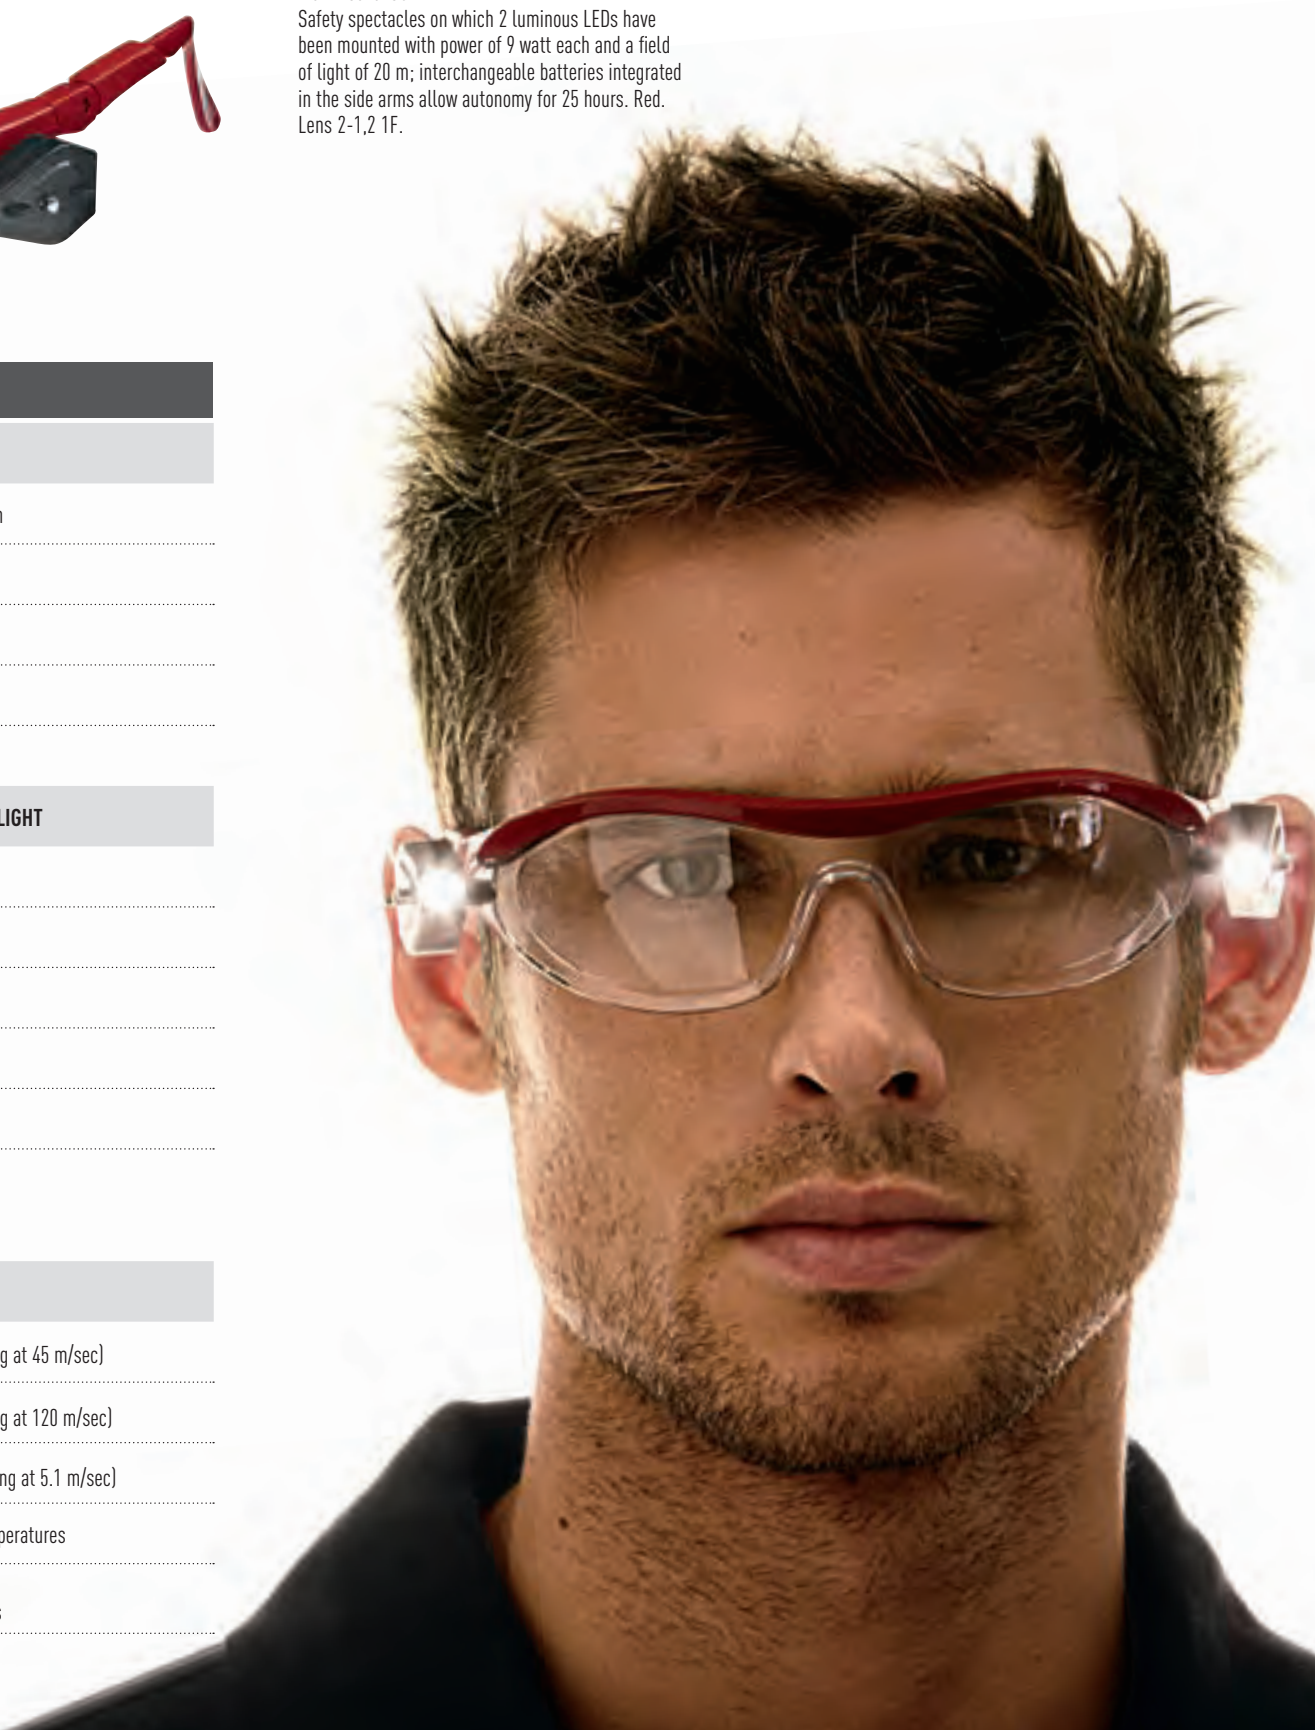 Safety spectacles on which 2 luminous LEDs have
been mounted with power of 9 watt each and a field
of light of 20 m; interchangeable batteries integrated
in the side arms allow autonomy for 25 hours. Red.
Lens 2-1,2 1F.
LIGHT
g at 45 m/sec)
g at 120 m/sec)
ng at 5.1 m/sec)
peratures
s